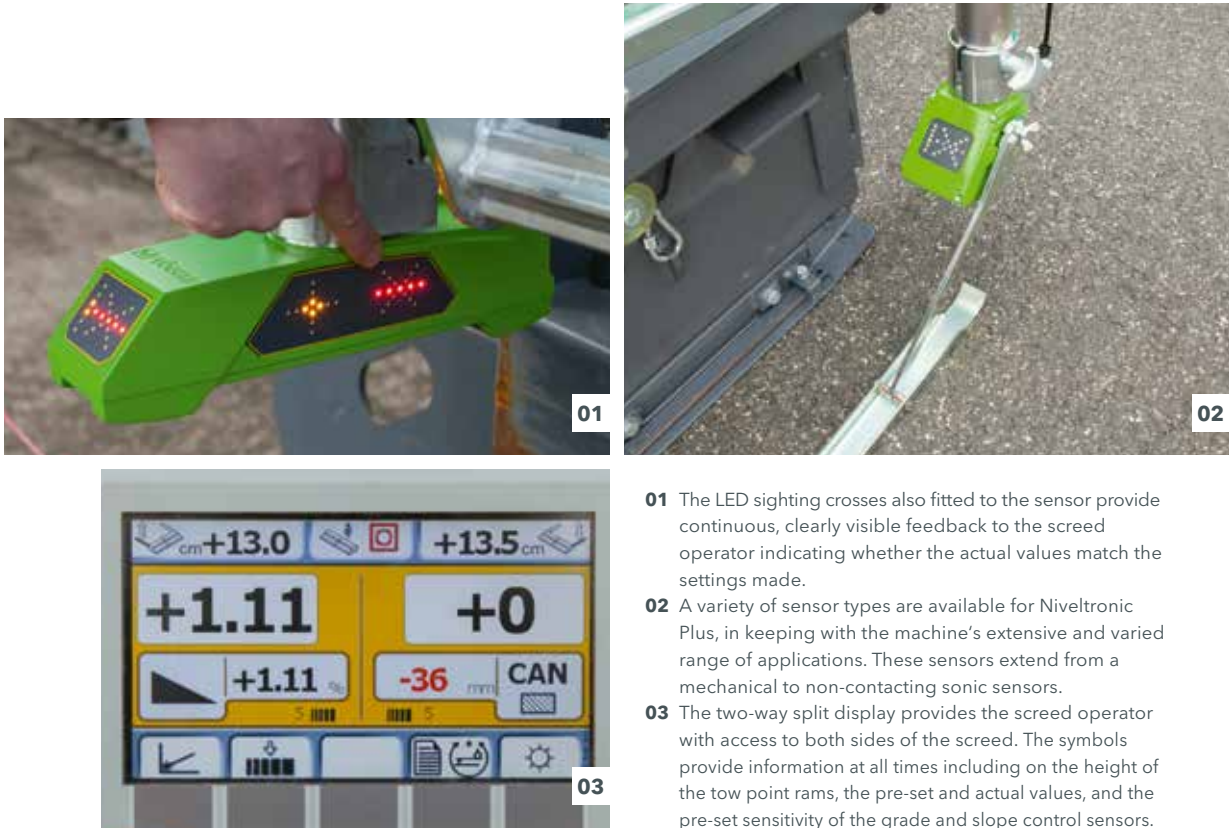 01
02
cm+13.0
+13.5cm
+1.11
+0
+1.11 %
-36 mm
CAN
5
5
03
01 The LED sighting crosses also fitted to the sensor provide
continuous, clearly visible feedback to the screed
operator indicating whether the actual values match the
settings made.
02 A variety of sensor types are available for Niveltronic
Plus, in keeping with the machine‘s extensive and varied
range of applications. These sensors extend from a
mechanical to non-contacting sonic sensors.
03 The two-way split display provides the screed operator
with access to both sides of the screed. The symbols
provide information at all times including on the height of
the tow point rams, the pre-set and actual values, and the
pre-set sensitivity of the grade and slope control sensors.